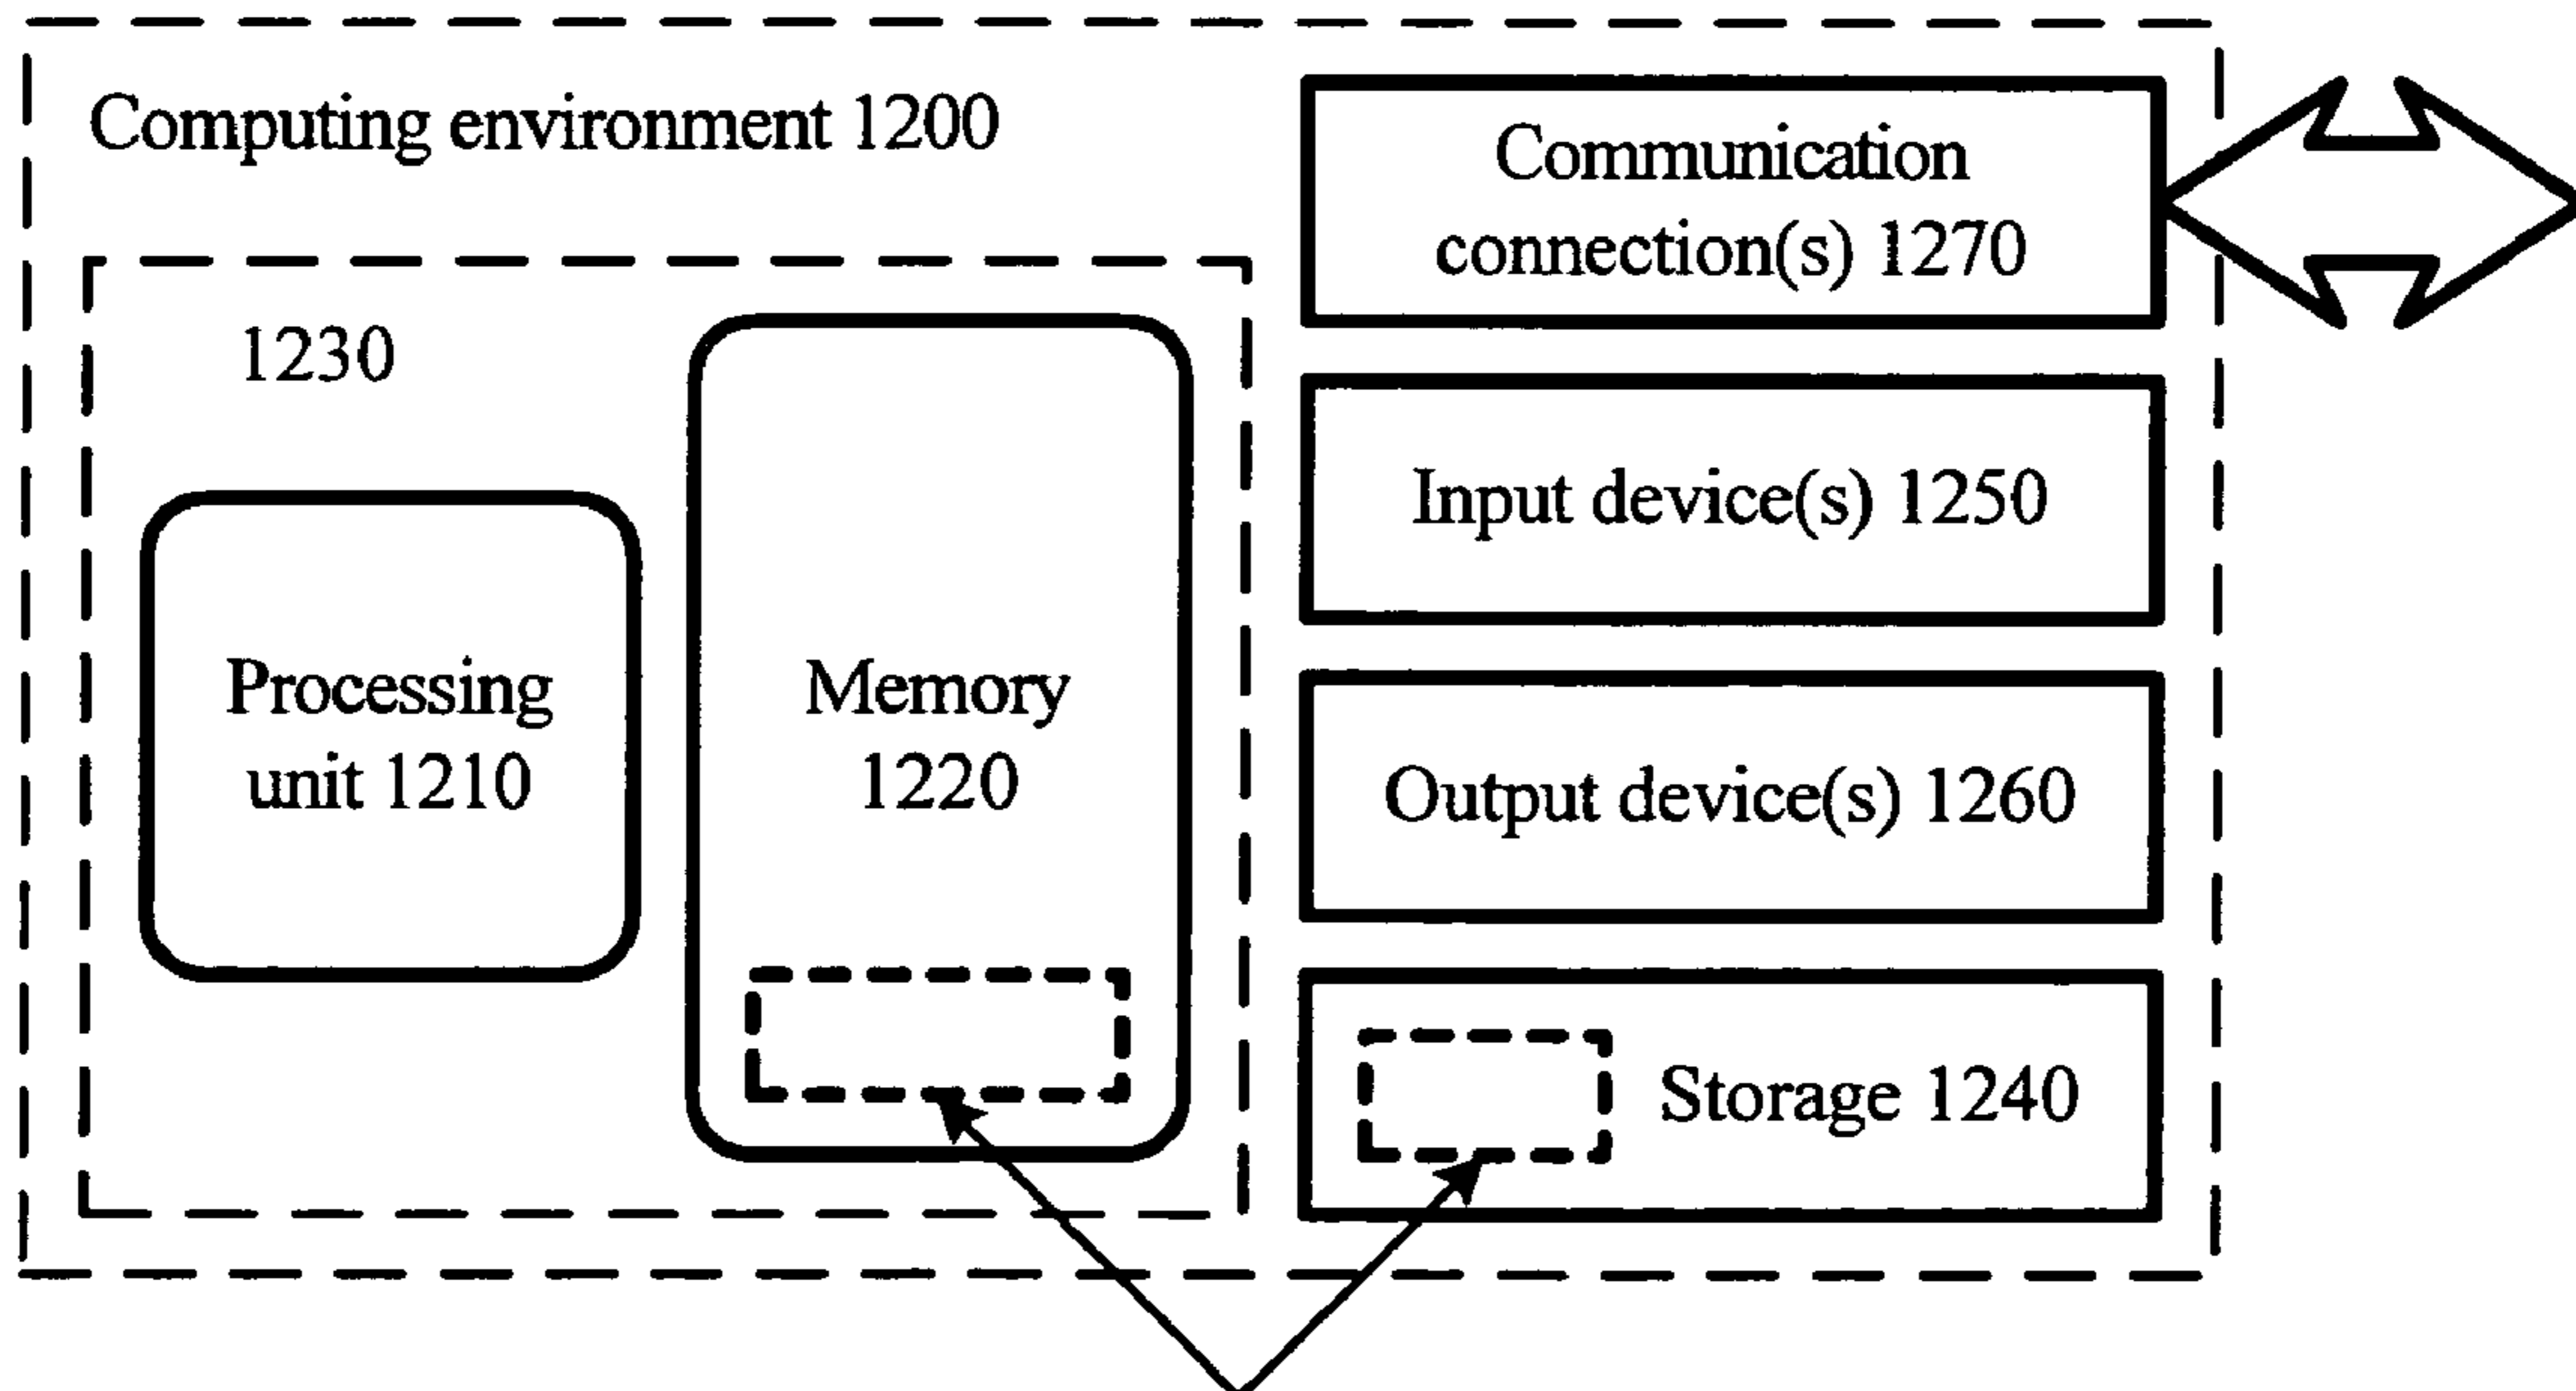 Computing environment 1200
1230
Processing
unit 1210
Memory
1220
Communication
connection(s) 1270
Input device(s) 1250
Output device(s) 1260
Storage 1240